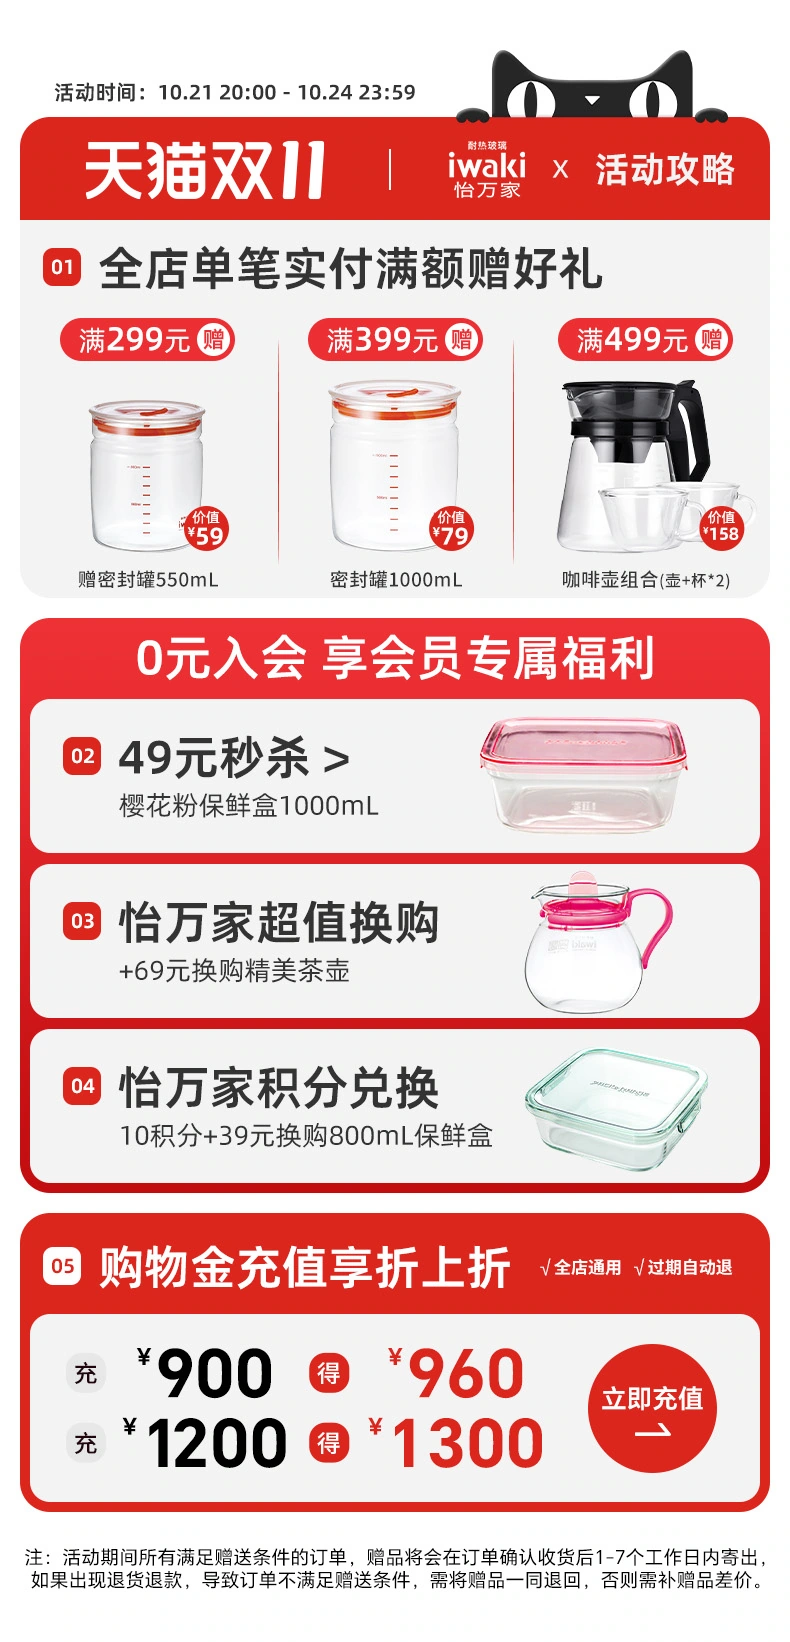 活动时间：10.21 20:00 - 10.24 23:59
天猫双11
耐热玻璃
iwaki
怡万家
x
活动攻略
01 全店单笔实付满额赠好礼
满299元 赠
满399元 赠
满499元 赠
价值
¥59
价值
¥79
价值
¥158
赠密封罐550mL
密封罐1000mL
咖啡壶组合(壶+杯*2)
0元入会 享会员专属福利
02 49元秒杀 >
樱花粉保鲜盒1000mL
03 怡万家超值换购
+69元换购精美茶壶
iwaki
04 怡万家积分兑换
10积分+39元换购800mL保鲜盒
05 购物金充值享折上折 √全店通用 √过期自动退
充 ¥900 得 ¥960
充 ¥1200 得 ¥1300
立即充值
注：活动期间所有满足赠送条件的订单，赠品将会在订单确认收货后1-7个工作日内寄出，
如果出现退货退款，导致订单不满足赠送条件，需将赠品一同退回，否则需补赠品差价。